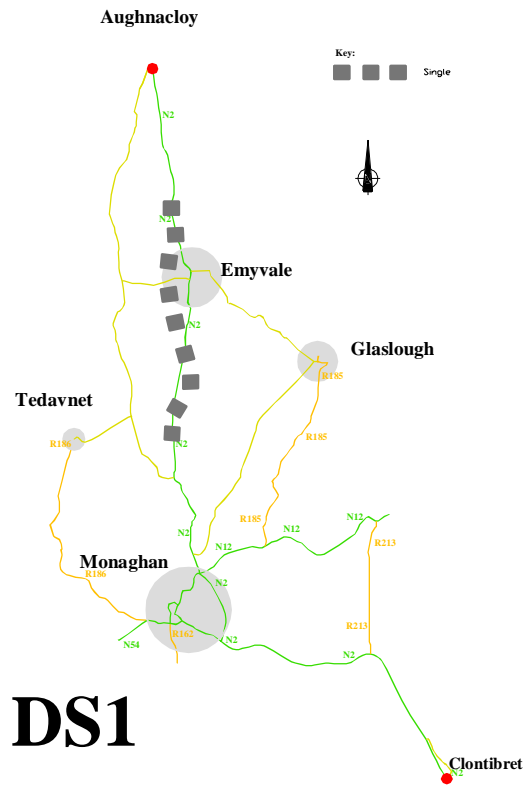 Aughnacloy
Key:
Single
N2
N2
Emyvale
N2
Glaslough
R185
Tedavnet
R185
R186
N2
R185
N12
N12
N2
N12
R213
Monaghan
R186
N2
R213
R162
N54
N2
N2
DS1
Clontibret
N2